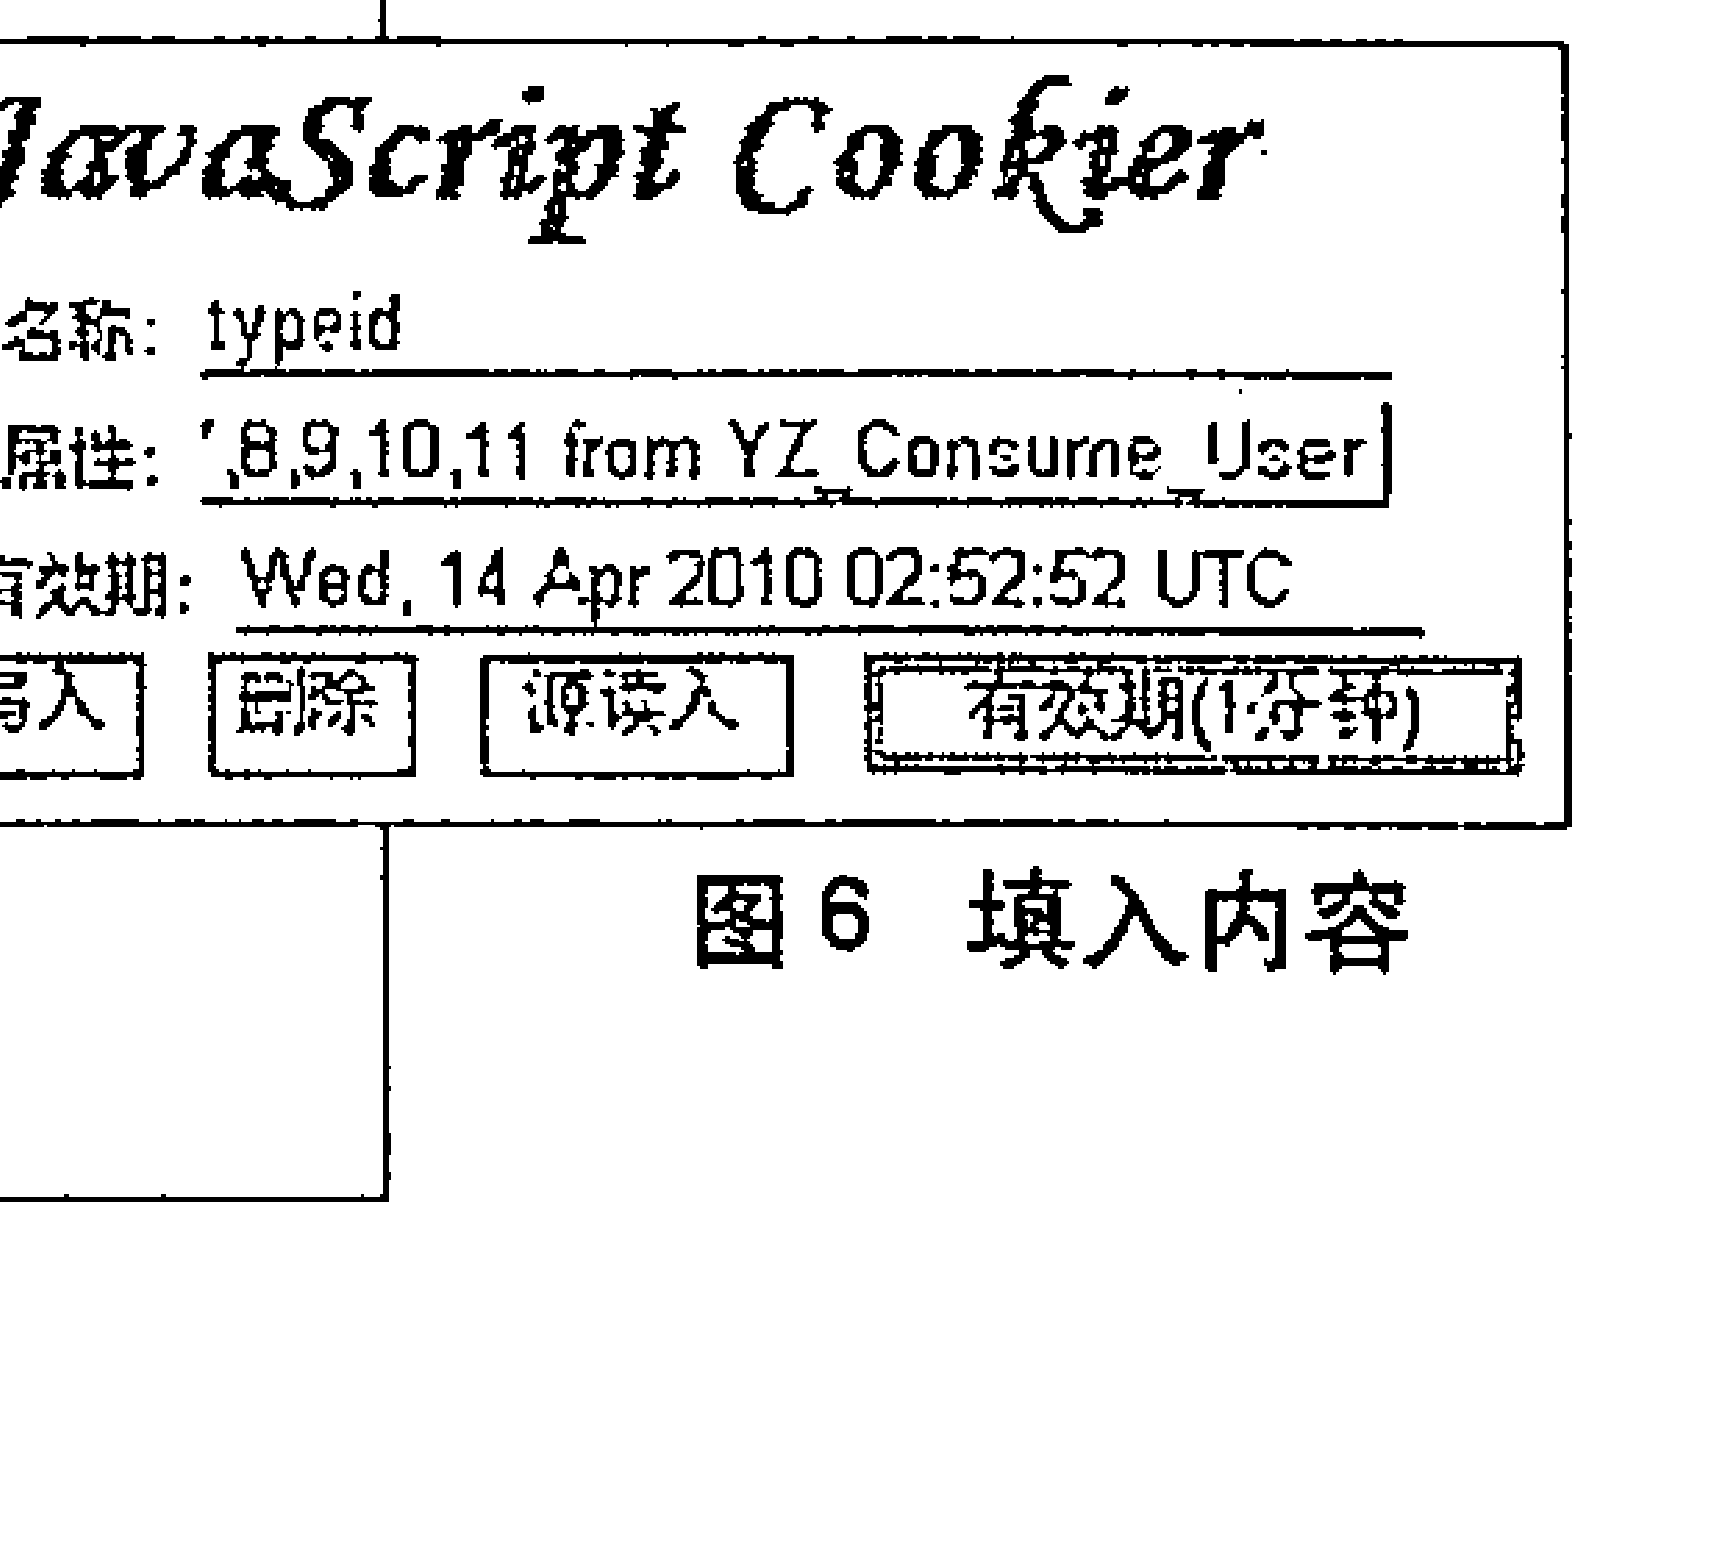 JavaScript Cookier
名称: typeid
属性: ',8,9,10,11 from YZ_Consume_User
有效期: Wed, 14 Apr 2010 02:52:52 UTC
写入 删除 源读入 有效期(1分钟)
图 6 填入内容